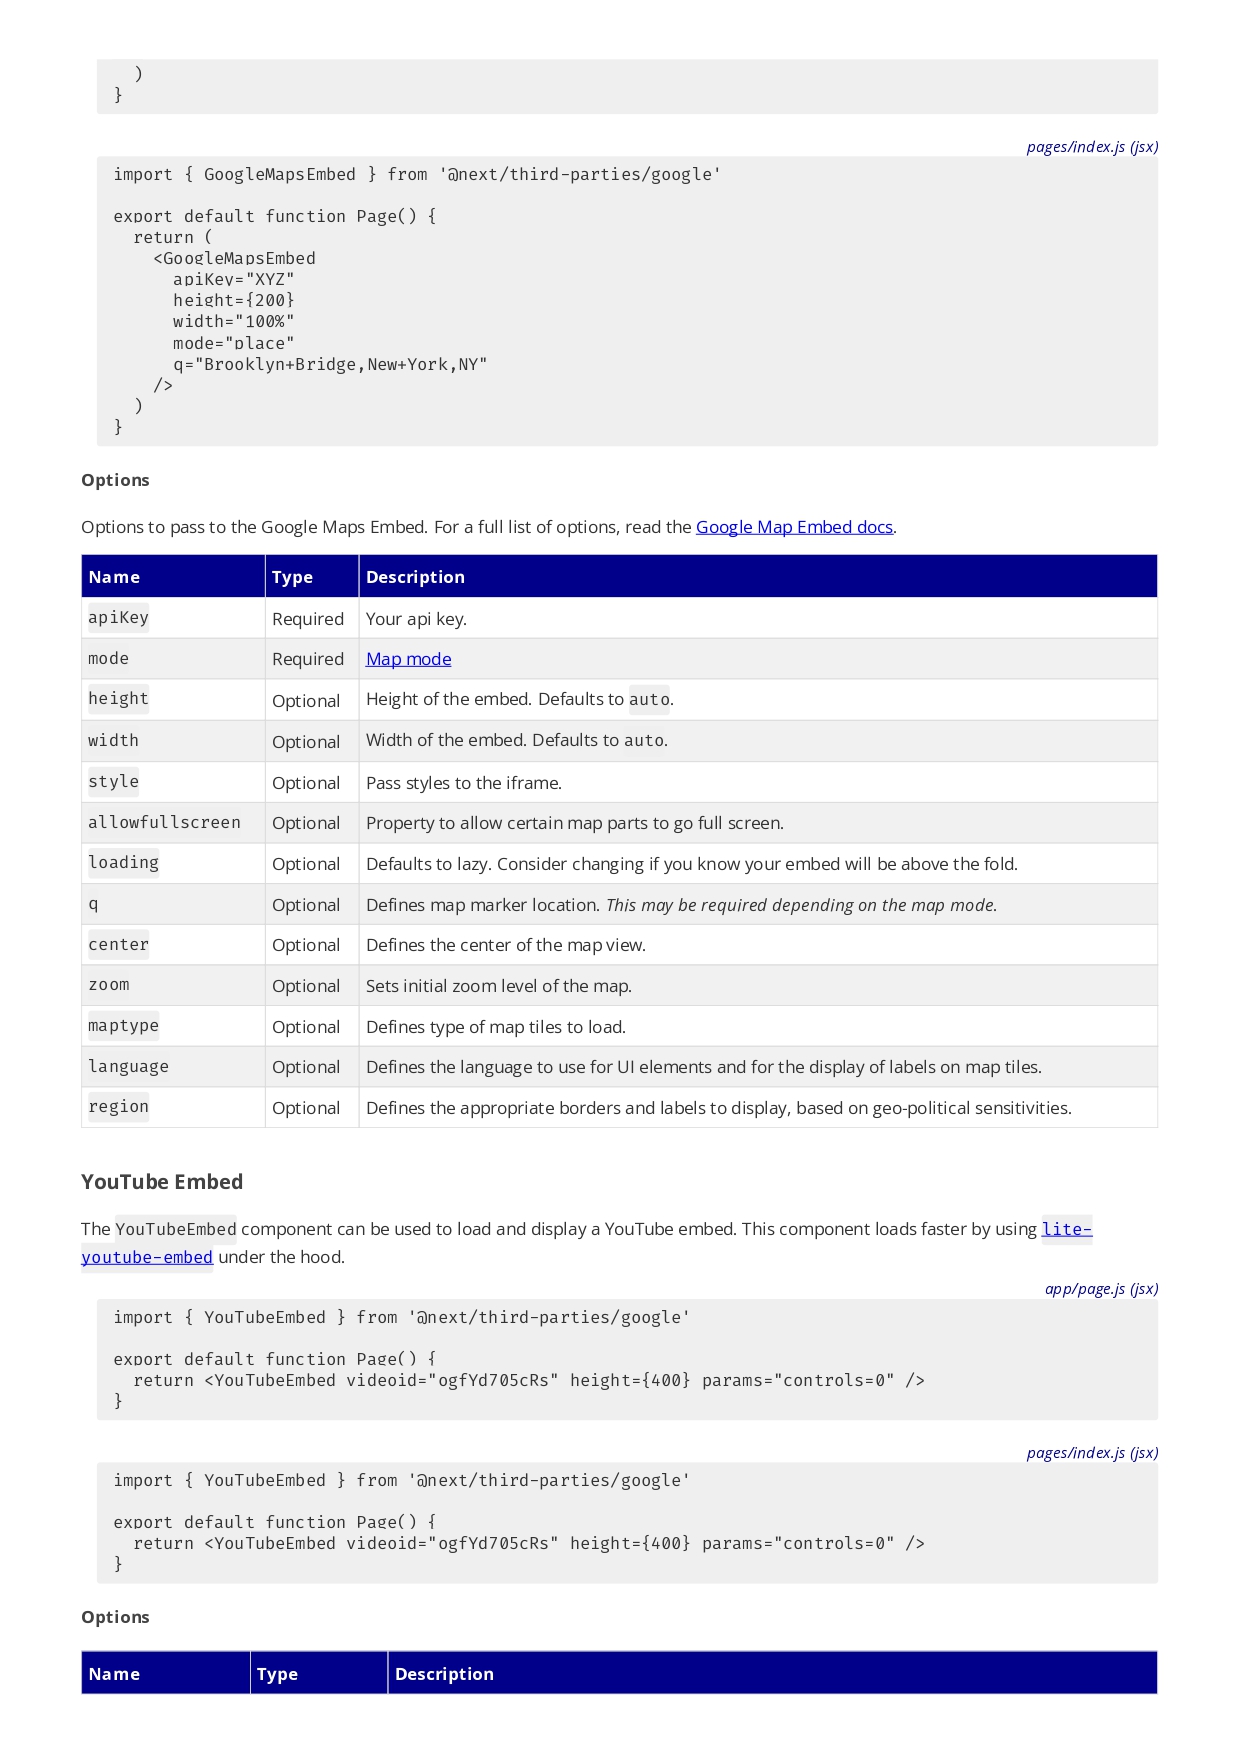 )
}
pages/index.js (jsx)
import { GoogleMapsEmbed } from '@next/third-parties/google'

export default function Page() {
  return (
    <GoogleMapsEmbed
      apiKey="XYZ"
      height={200}
      width="100%"
      mode="place"
      q="Brooklyn+Bridge,New+York,NY"
    />
  )
}
Options
Options to pass to the Google Maps Embed. For a full list of options, read the Google Map Embed docs.
Name Type Description
apiKey Required Your api key.
mode Required Map mode
height Optional Height of the embed. Defaults to auto.
width Optional Width of the embed. Defaults to auto.
style Optional Pass styles to the iframe.
allowfullscreen Optional Property to allow certain map parts to go full screen.
loading Optional Defaults to lazy. Consider changing if you know your embed will be above the fold.
q Optional Defines map marker location. This may be required depending on the map mode.
center Optional Defines the center of the map view.
zoom Optional Sets initial zoom level of the map.
maptype Optional Defines type of map tiles to load.
language Optional Defines the language to use for UI elements and for the display of labels on map tiles.
region Optional Defines the appropriate borders and labels to display, based on geo-political sensitivities.
YouTube Embed
The YouTubeEmbed component can be used to load and display a YouTube embed. This component loads faster by using lite-
youtube-embed under the hood.
app/page.js (jsx)
import { YouTubeEmbed } from '@next/third-parties/google'

export default function Page() {
  return <YouTubeEmbed videoid="ogfYd705cRs" height={400} params="controls=0" />
}
pages/index.js (jsx)
import { YouTubeEmbed } from '@next/third-parties/google'

export default function Page() {
  return <YouTubeEmbed videoid="ogfYd705cRs" height={400} params="controls=0" />
}
Options
Name Type Description